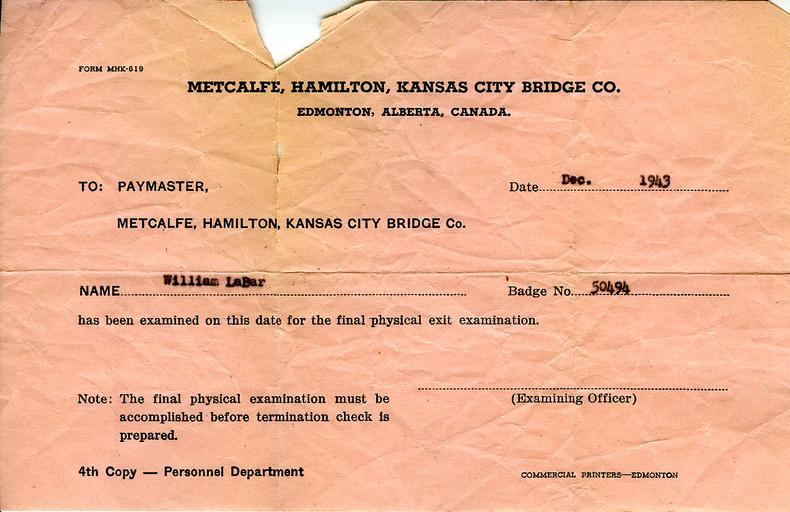 FORM MHK-619
METCALFE, HAMILTON, KANSAS CITY BRIDGE CO.
EDMONTON, ALBERTA, CANADA.
TO: PAYMASTER,
Date Dec. 1943
METCALFE, HAMILTON, KANSAS CITY BRIDGE Co.
NAME William LaBar Badge No. 50494
has been examined on this date for the final physical exit examination.
Note: The final physical examination must be
accomplished before termination check is
prepared.
(Examining Officer)
4th Copy — Personnel Department
COMMERCIAL PRINTERS—EDMONTON